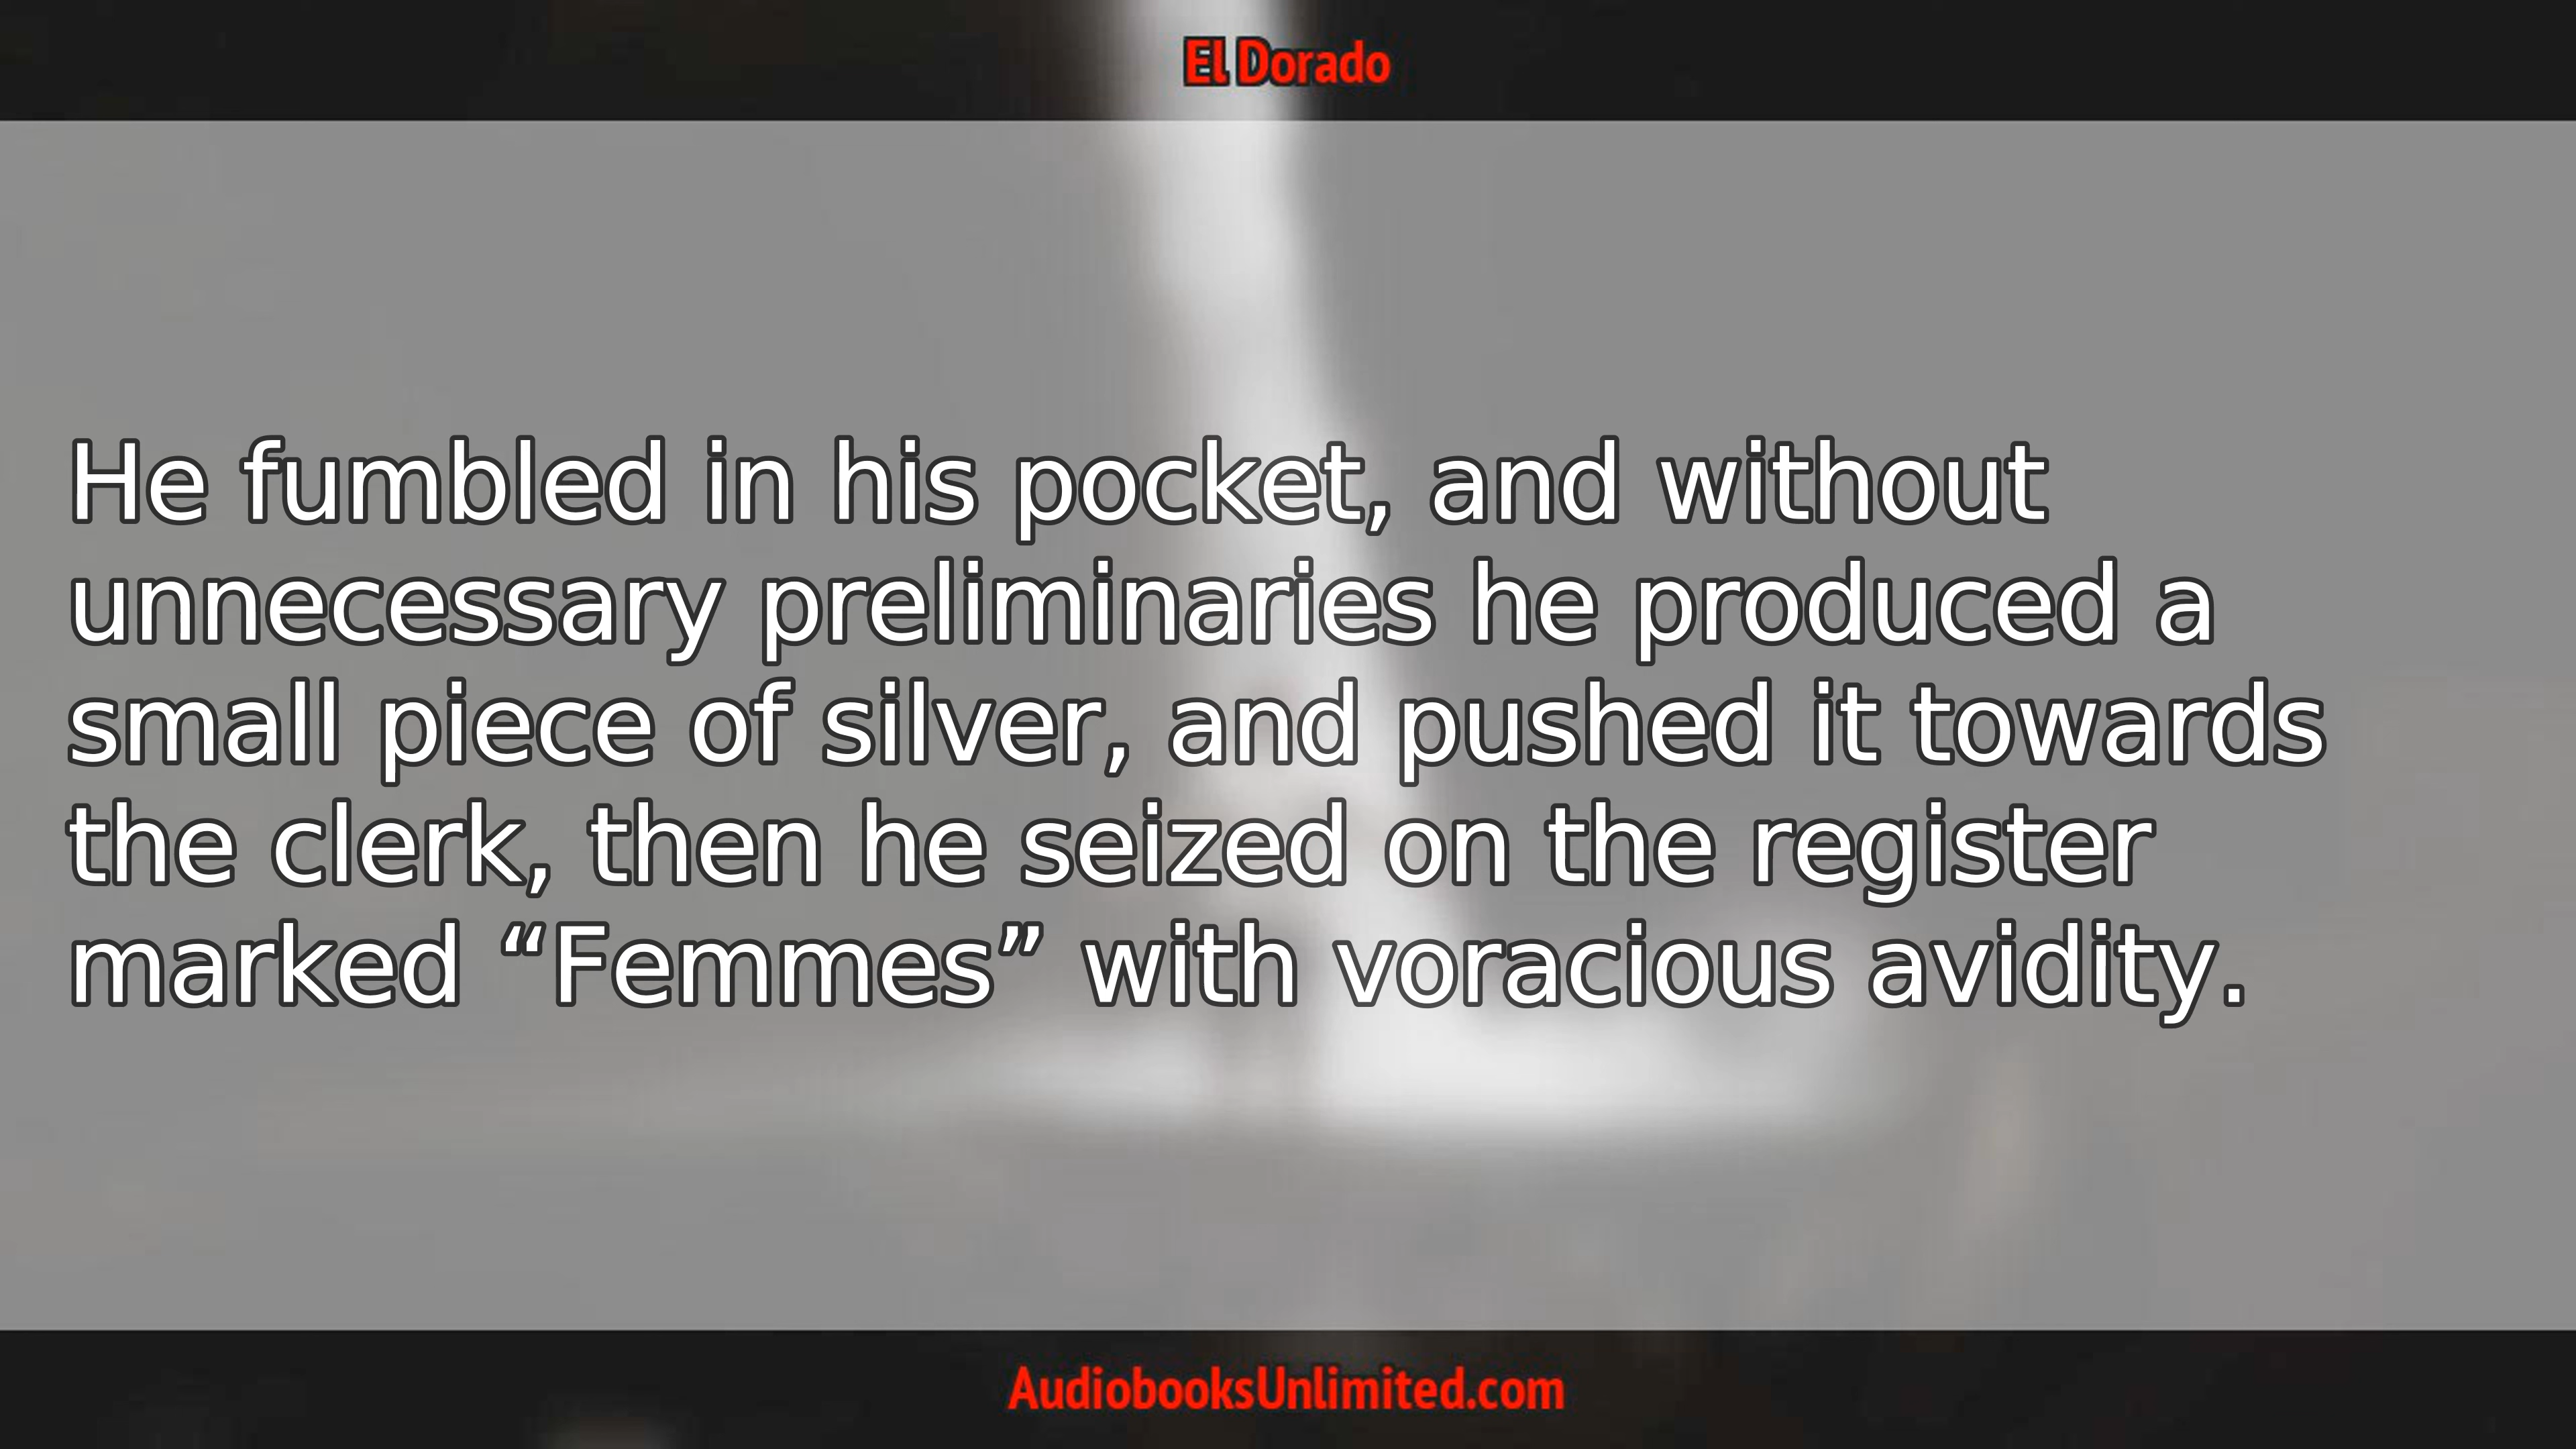 El Dorado
He fumbled in his pocket, and without
unnecessary preliminaries he produced a
small piece of silver, and pushed it towards
the clerk, then he seized on the register
marked “Femmes” with voracious avidity.
AudiobooksUnlimited.com